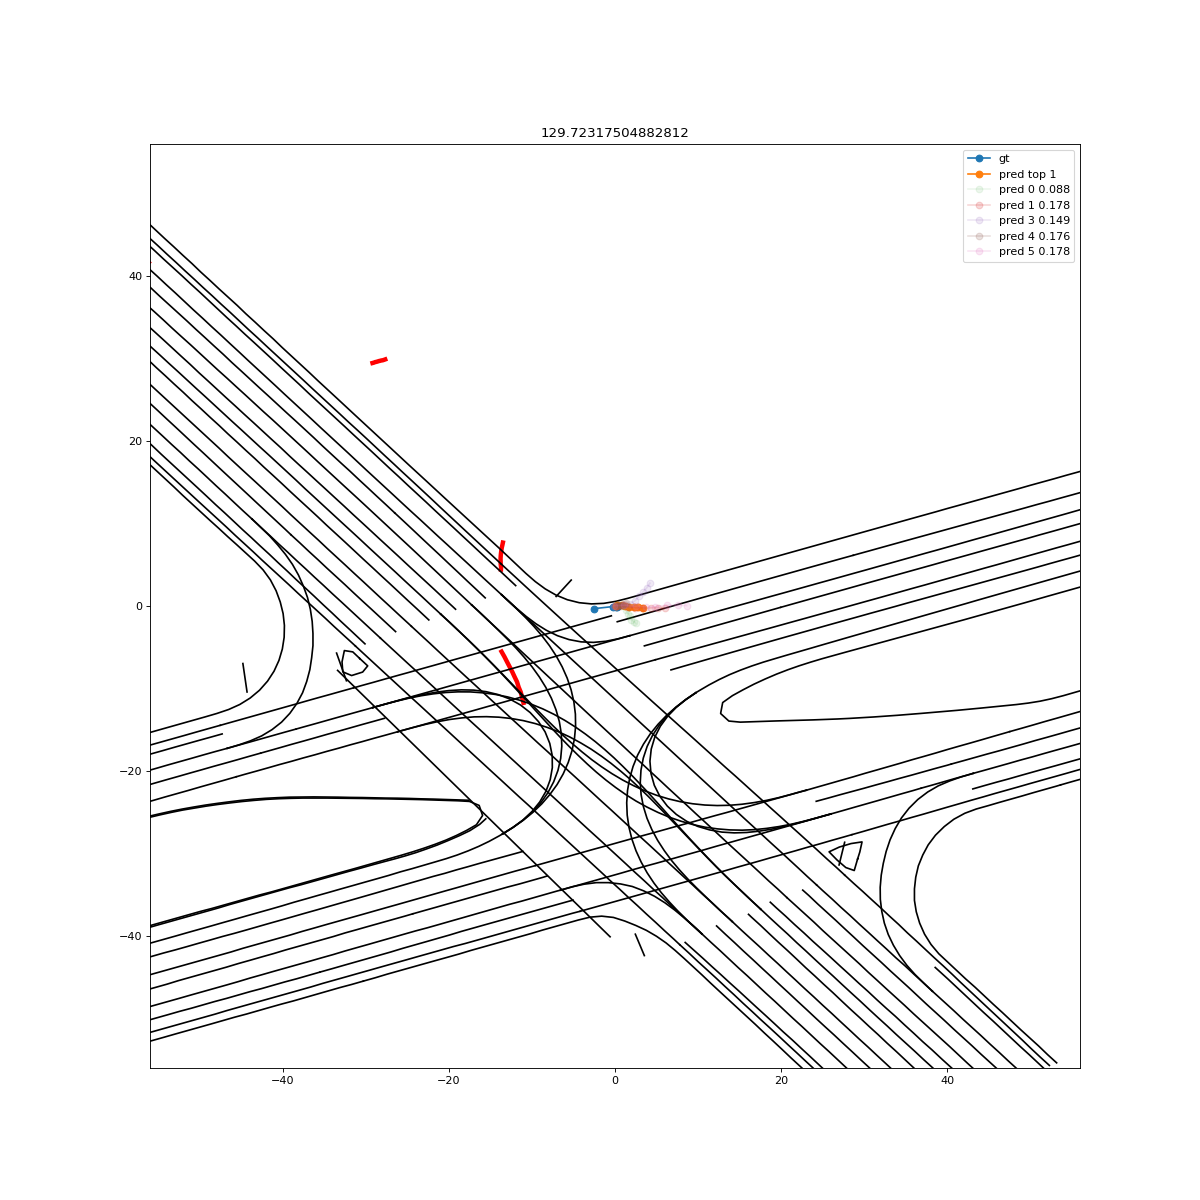 129.72317504882812
gt
pred top 1
pred 0 0.088
pred 1 0.178
pred 3 0.149
pred 4 0.176
pred 5 0.178
40
20
0
−20
−40
−40 −20 0 20 40